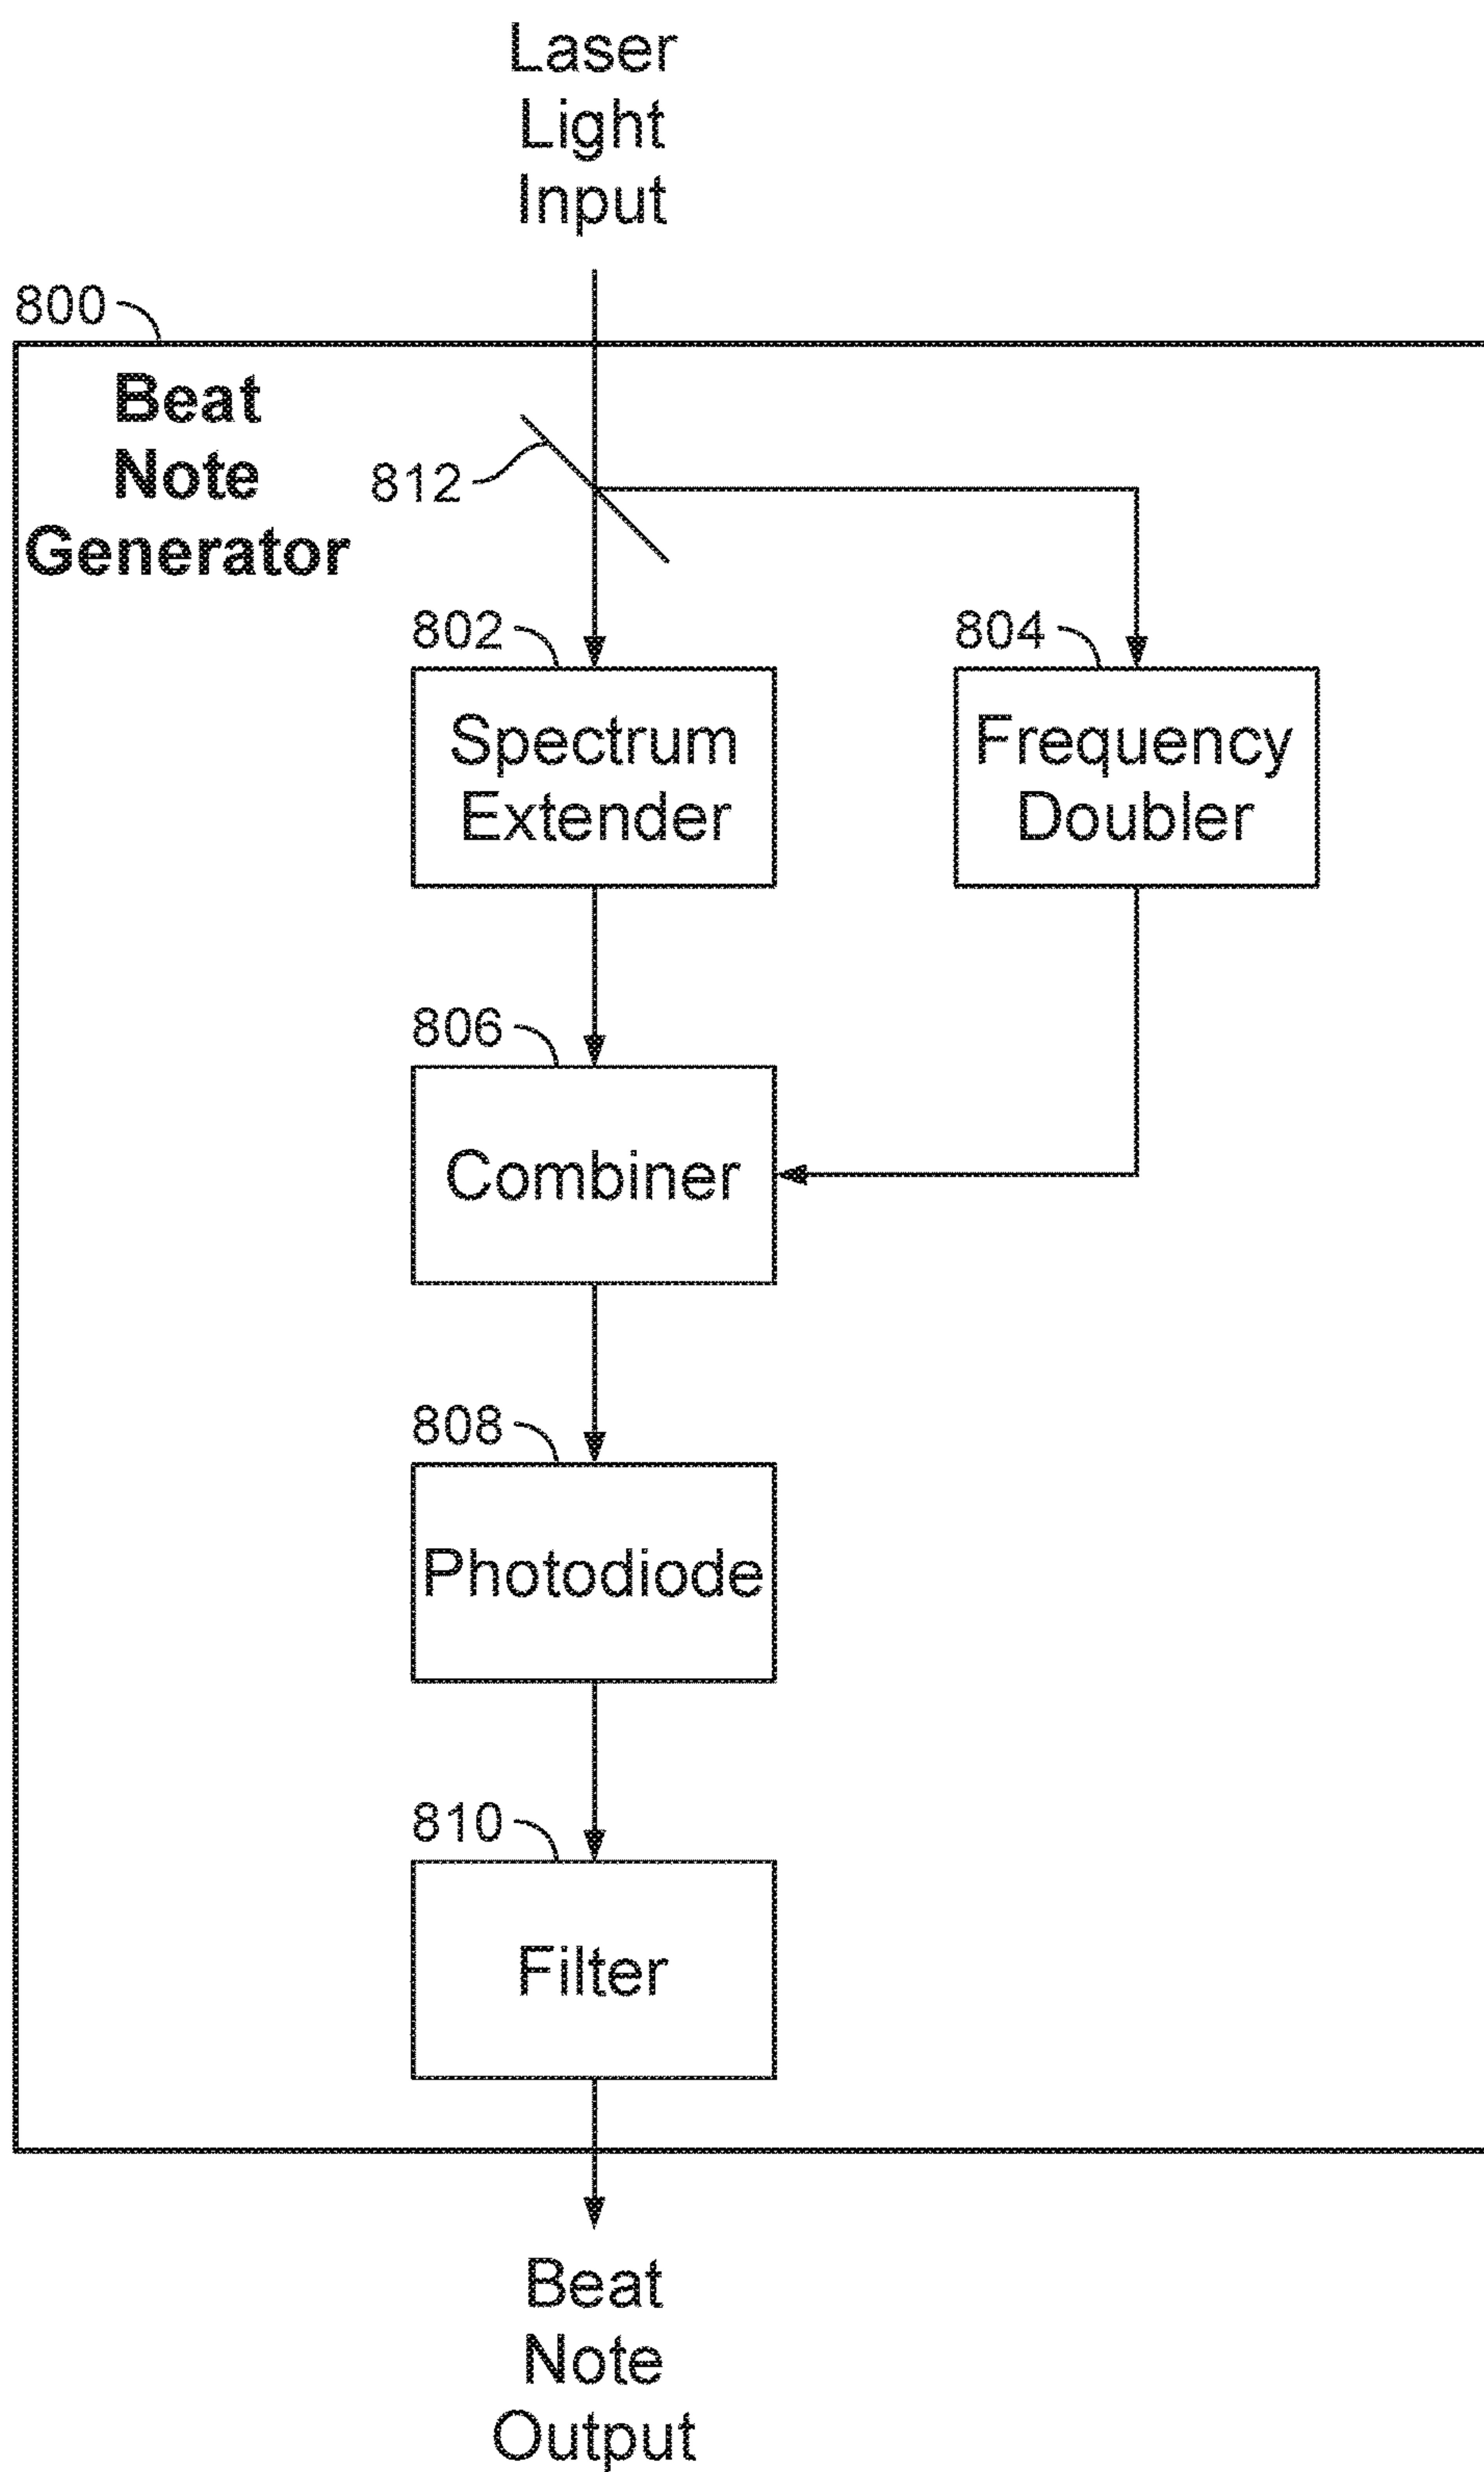 Laser
Light
Input
800
Beat
Note
Generator
812
802
804
Spectrum
Extender
Frequency
Doubler
806
Combiner
808
Photodiode
810
Filter
Beat
Note
Output